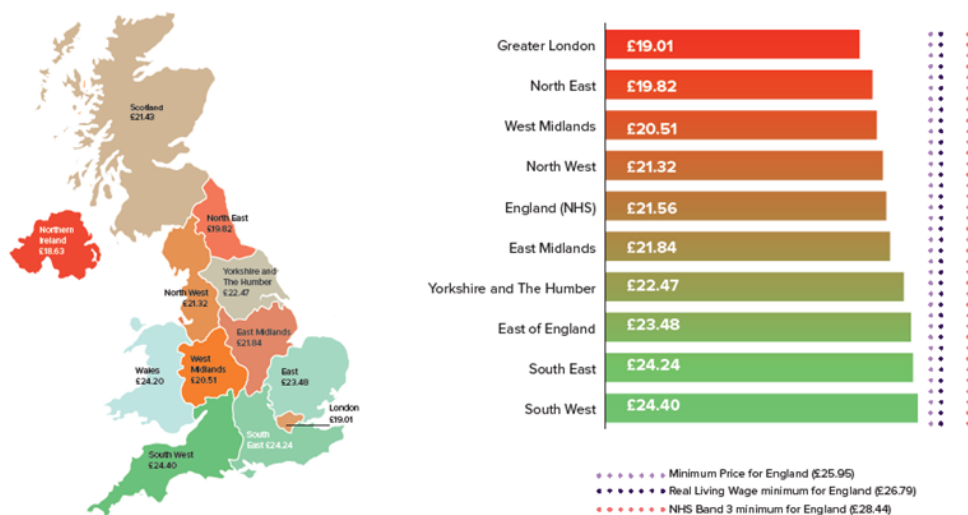 Scotland
£21.43
Northern
Ireland
£18.63
North East
£19.82
Yorkshire and
The Humber
£22.47
North West
£21.32
East Midlands
£21.84
Wales
£24.20
West
Midlands
£20.51
East
£23.48
London
£19.01
South
East £24.24
South West
£24.40
Greater London £19.01
North East £19.82
West Midlands £20.51
North West £21.32
England (NHS) £21.56
East Midlands £21.84
Yorkshire and The Humber £22.47
East of England £23.48
South East £24.24
South West £24.40
Minimum Price for England (£25.95)
Real Living Wage minimum for England (£26.79)
NHS Band 3 minimum for England (£28.44)